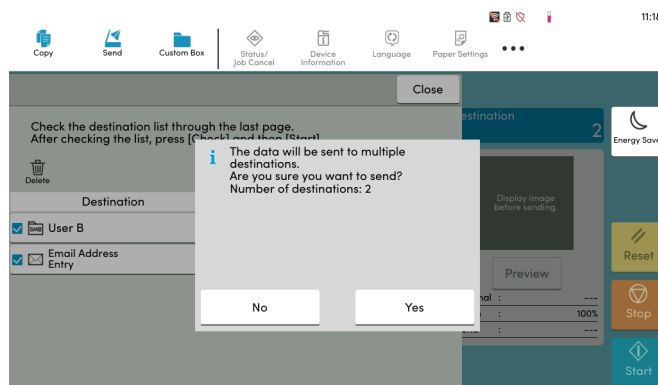 11:18
Copy
Send
Custom Box
Status/
Job Cancel
Device
Information
Language
Paper Settings
Close
Check the destination list through the last page.
After checking the list, press [Check] and then [Start].
Delete
Destination
SMB
User B
Email Address
Entry
The data will be sent to multiple
destinations.
Are you sure you want to send?
Number of destinations: 2
No
Yes
estination
2
Display image
before sending.
Preview
nal : ---
: 100%
: ---
Energy Save
Reset
Stop
Start